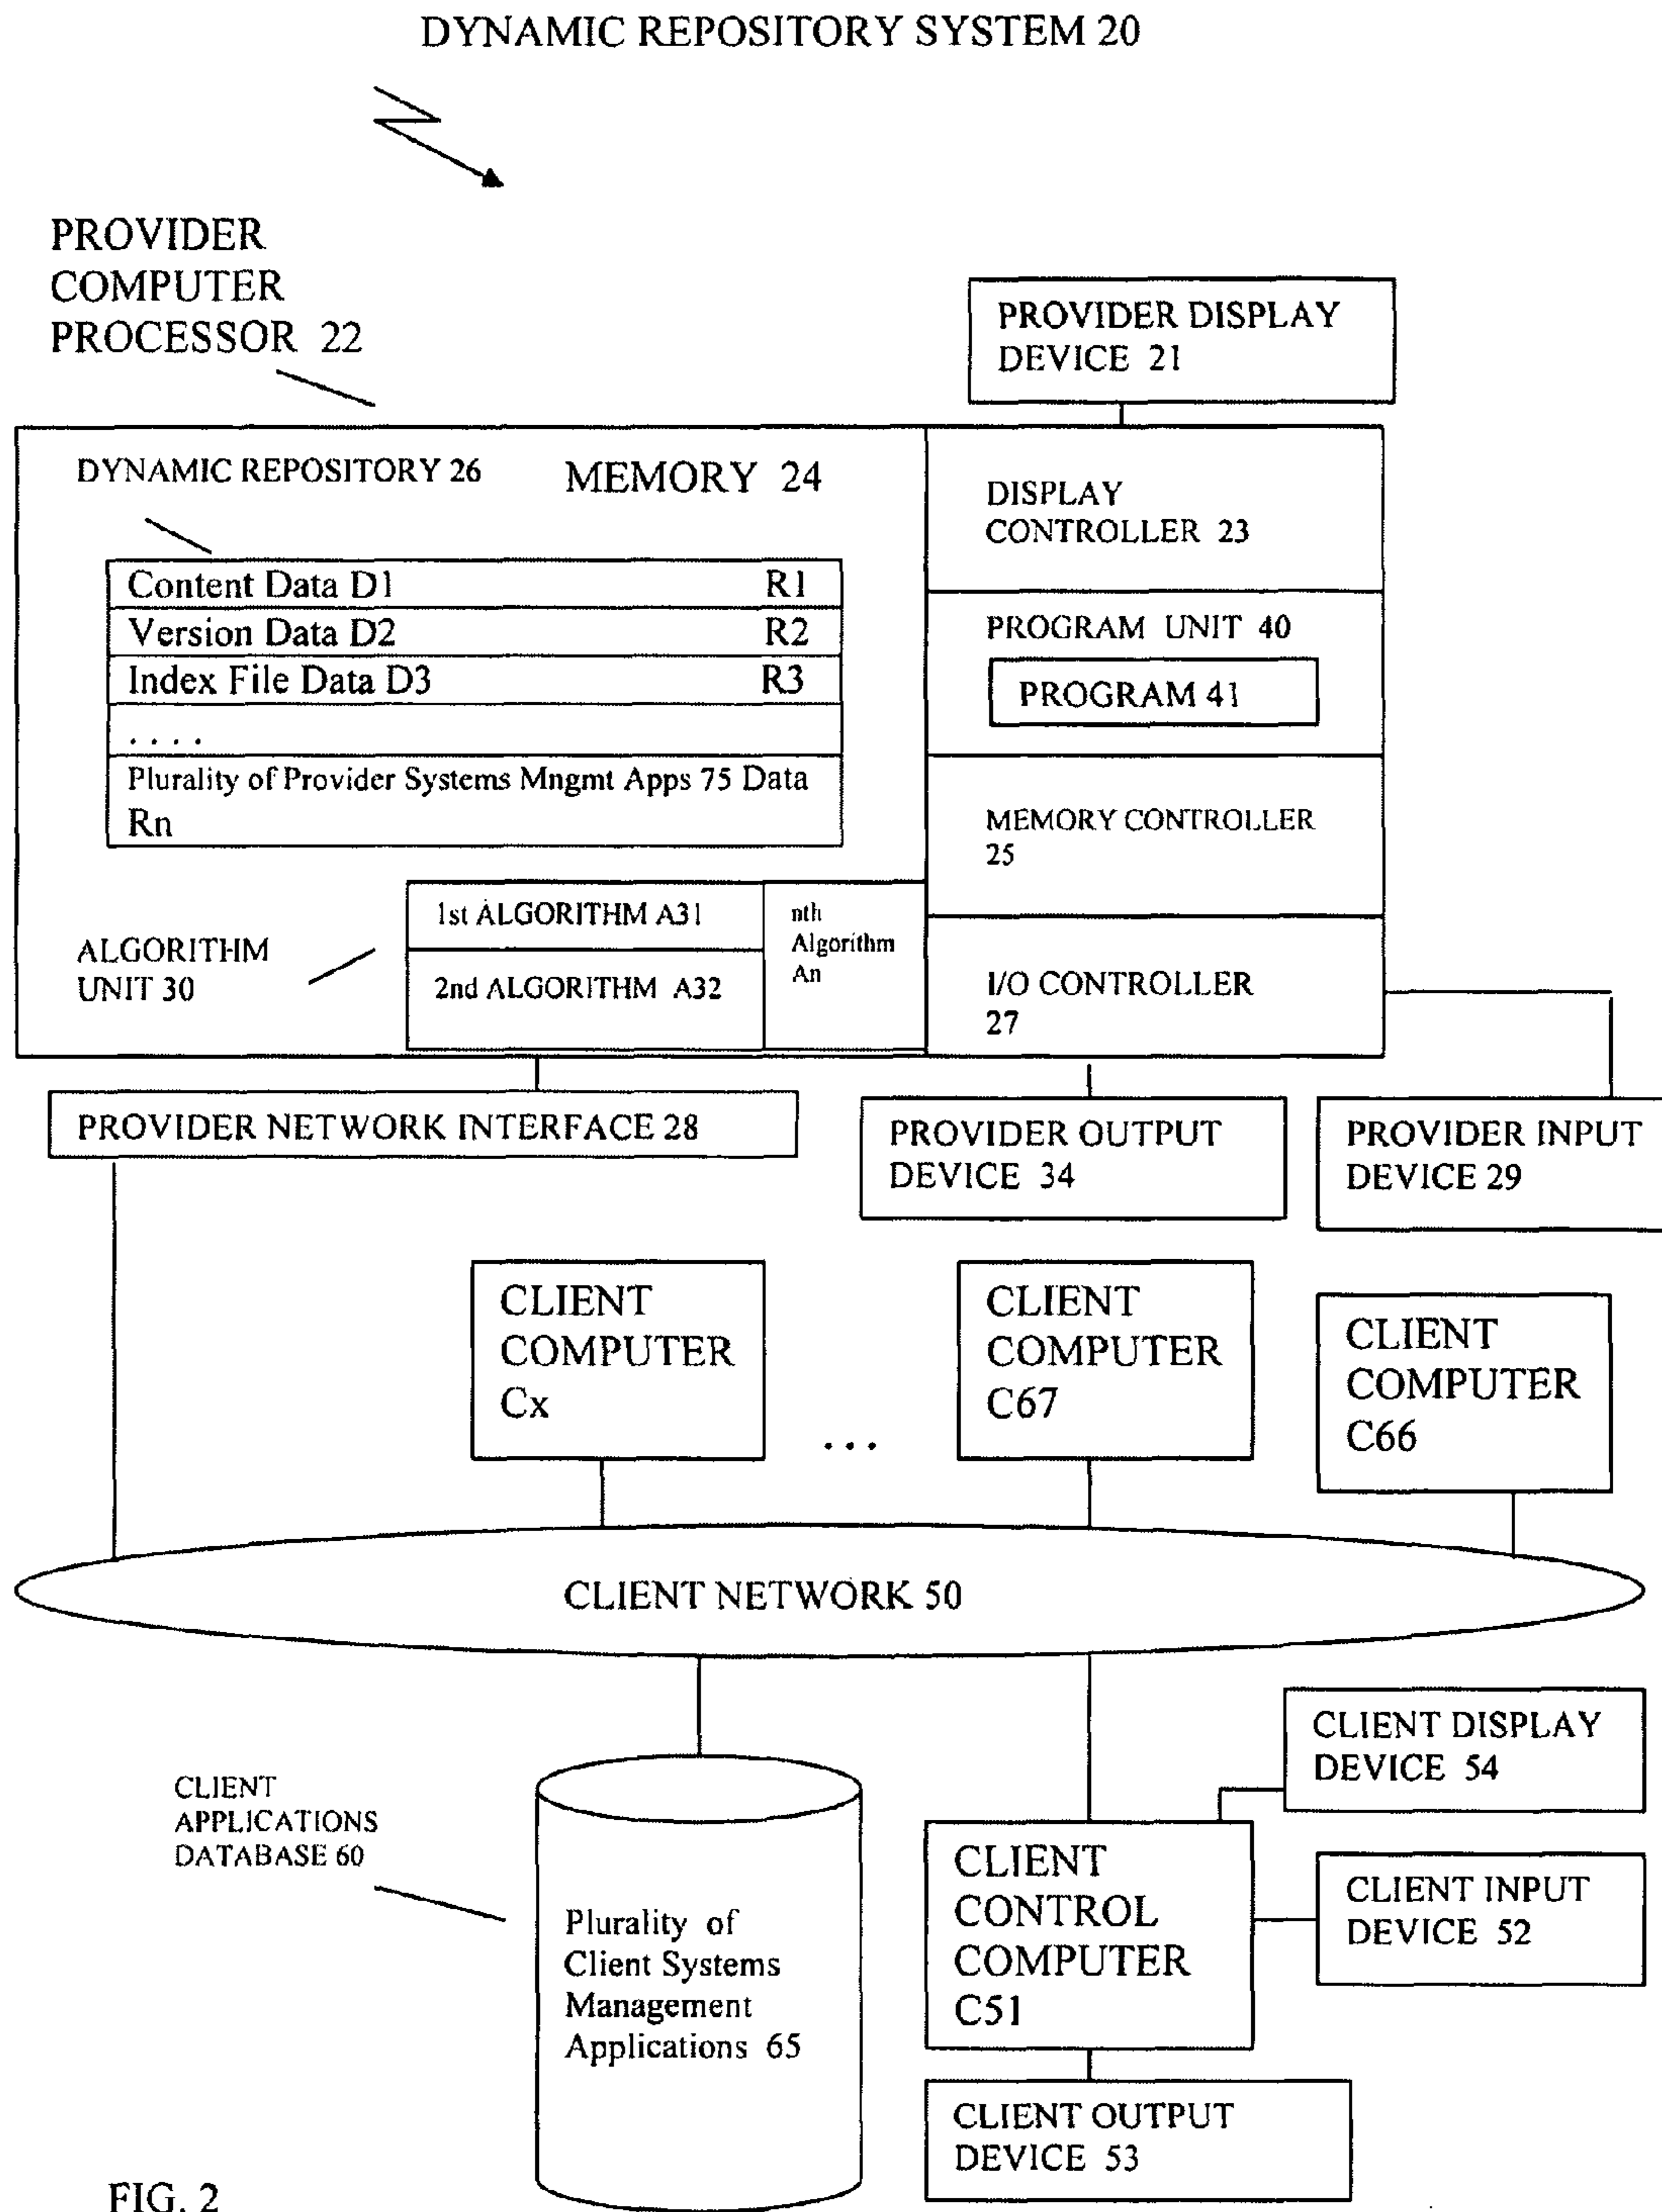 DYNAMIC REPOSITORY SYSTEM 20
PROVIDER
COMPUTER
PROCESSOR 22
PROVIDER DISPLAY
DEVICE 21
DYNAMIC REPOSITORY 26
MEMORY 24
Content Data D1 R1
Version Data D2 R2
Index File Data D3 R3
. . . .
Plurality of Provider Systems Mngmt Apps 75 Data
Rn
ALGORITHM
UNIT 30
1st ALGORITHM A31
2nd ALGORITHM A32
nth
Algorithm
An
DISPLAY
CONTROLLER 23
PROGRAM UNIT 40
PROGRAM 41
MEMORY CONTROLLER
25
I/O CONTROLLER
27
PROVIDER NETWORK INTERFACE 28
PROVIDER OUTPUT
DEVICE 34
PROVIDER INPUT
DEVICE 29
CLIENT
COMPUTER
Cx
...
CLIENT
COMPUTER
C67
CLIENT
COMPUTER
C66
CLIENT NETWORK 50
CLIENT
APPLICATIONS
DATABASE 60
Plurality of
Client Systems
Management
Applications 65
CLIENT DISPLAY
DEVICE 54
CLIENT
CONTROL
COMPUTER
C51
CLIENT INPUT
DEVICE 52
CLIENT OUTPUT
DEVICE 53
FIG. 2